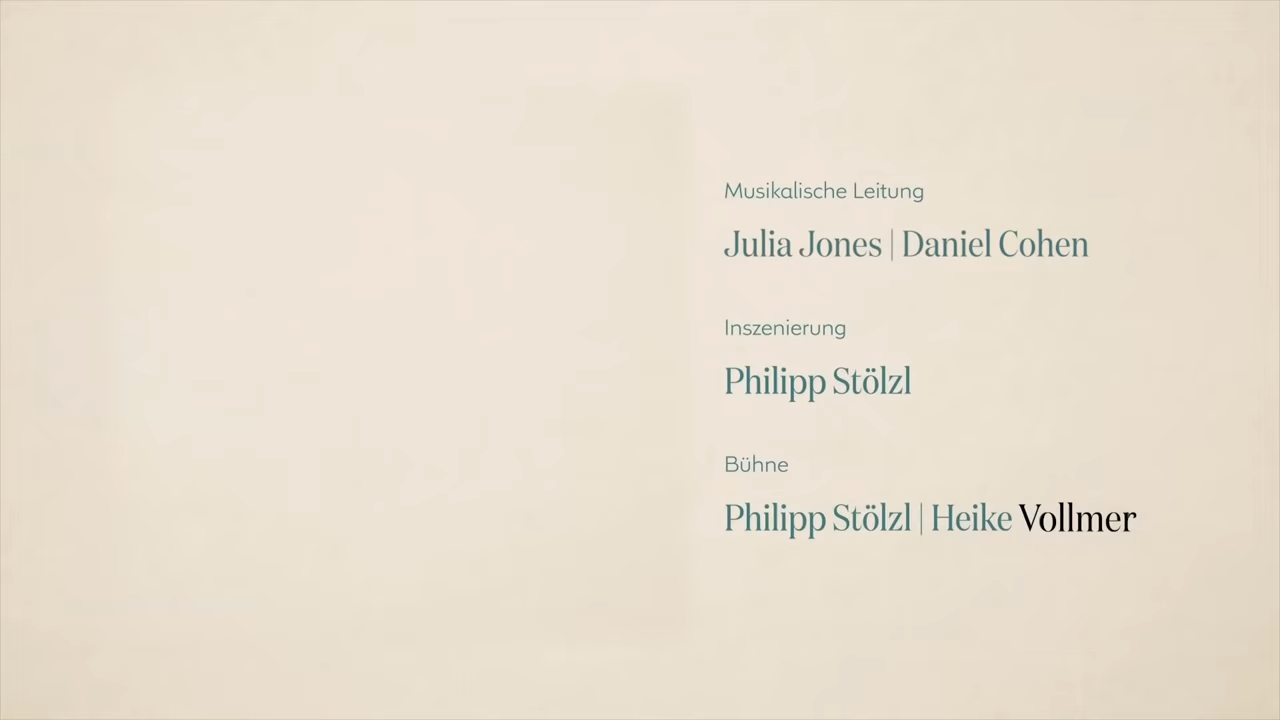 Musikalische Leitung
Julia Jones | Daniel Cohen
Inszenierung
Philipp Stölzl
Bühne
Philipp Stölzl | Heike Vollmer